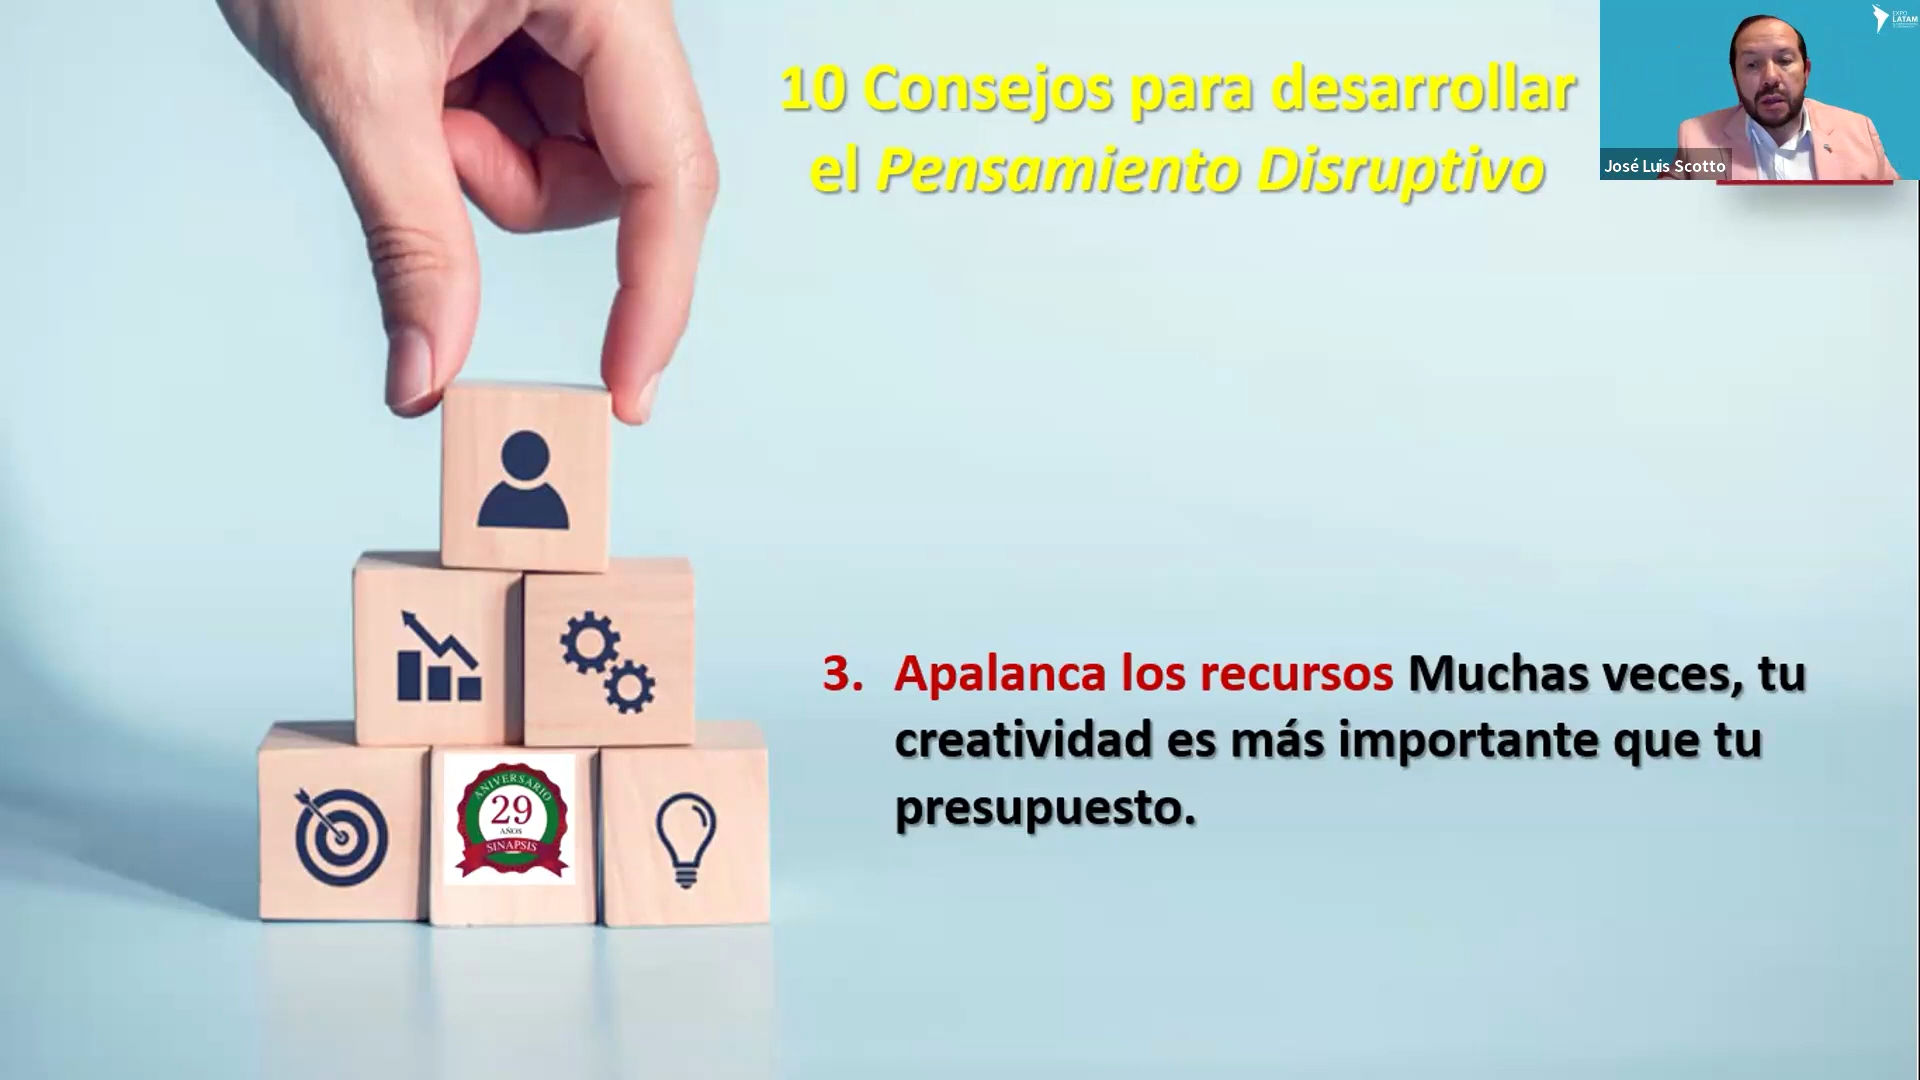 10 Consejos para desarrollar
el Pensamiento Disruptivo
EXPO
LATAM
José Luis Scotto
3. Apalanca los recursos Muchas veces, tu
creatividad es más importante que tu
presupuesto.
ANIVERSARIO
29
AÑOS
SINAPSIS